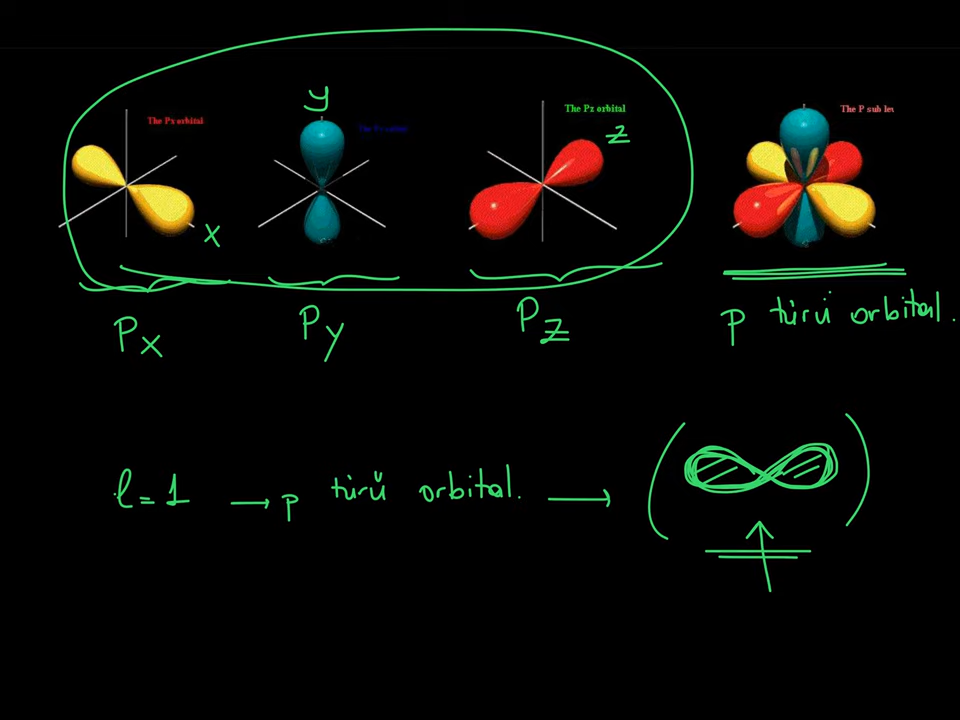 y
The Px orbital
The Pz orbital
The P sub lev
z
x
Px
Py
Pz
p türü orbital.
l = 1 → p türü orbital. →